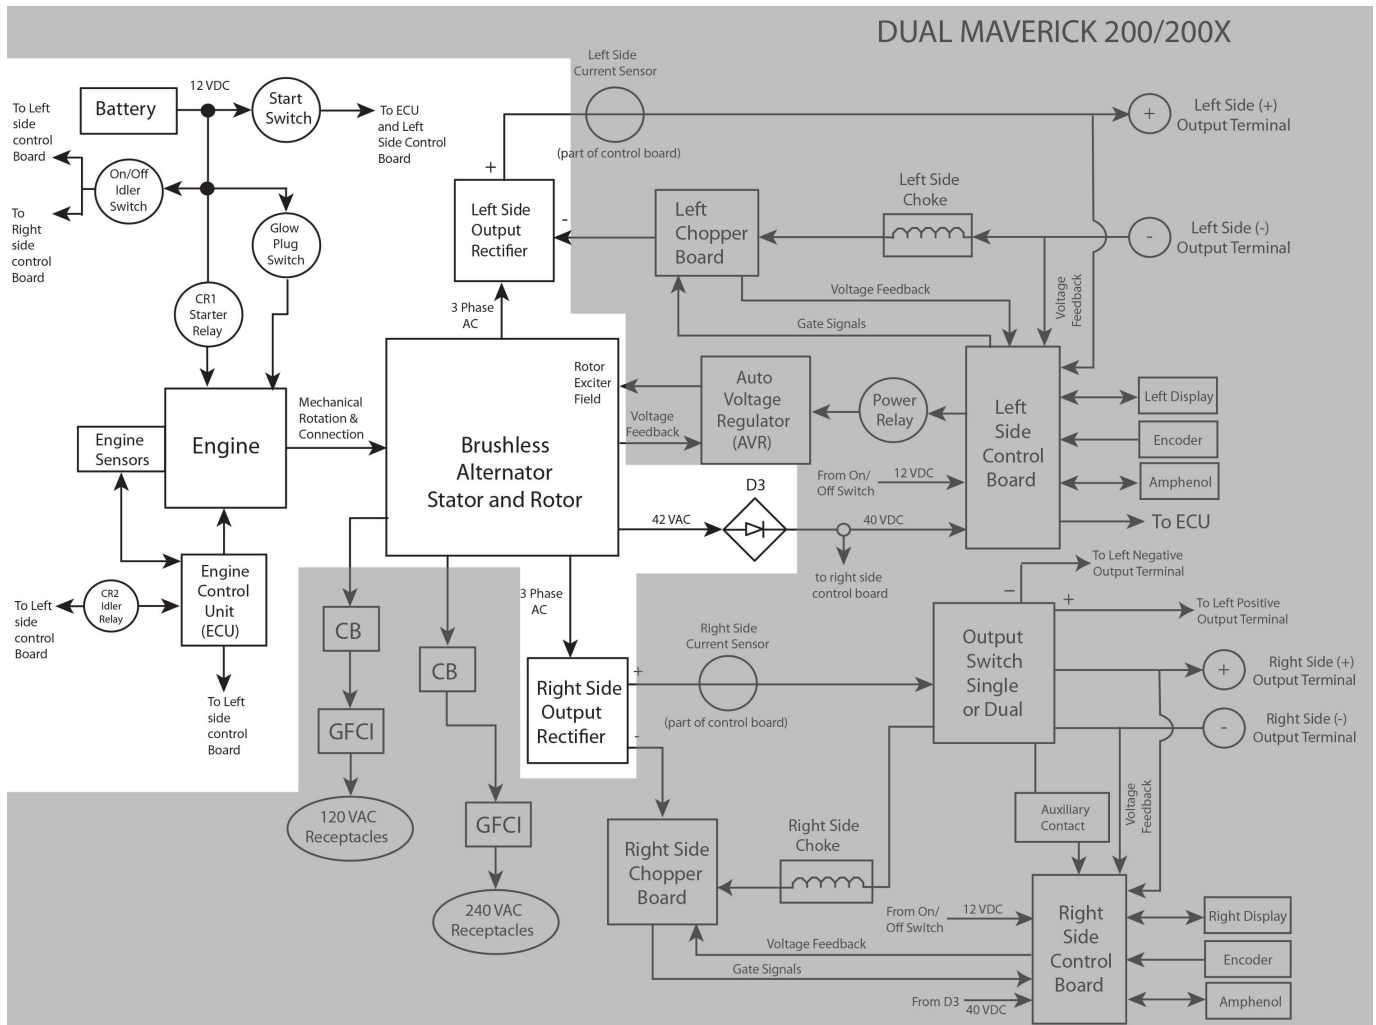 DUAL MAVERICK 200/200X
Left Side
Current Sensor
(part of control board)
+
Left Side (+)
Output Terminal
12 VDC
Battery
Start
Switch
To ECU
and Left
Side Control
Board
To Left
side
control
Board
On/Off
Idler
Switch
To
Right
side
control
Board
Glow
Plug
Switch
CR1
Starter
Relay
+
Left Side
Output
Rectifier
-
Left
Chopper
Board
Left Side
Choke
-
Left Side (-)
Output Terminal
3 Phase
AC
Voltage Feedback
Gate Signals
Voltage
Feedback
Engine
Engine
Sensors
Mechanical
Rotation &
Connection
Brushless
Alternator
Stator and Rotor
Rotor
Exciter
Field
Voltage
Feedback
Auto
Voltage
Regulator
(AVR)
Power
Relay
Left
Side
Control
Board
Left Display
Encoder
Amphenol
To ECU
From On/
Off Switch
12 VDC
42 VAC
D3
40 VDC
to right side
control board
Engine
Control
Unit
(ECU)
CR2
Idler
Relay
To Left
side
control
Board
To Left
side
control
Board
CB
GFCI
120 VAC
Receptacles
CB
GFCI
240 VAC
Receptacles
3 Phase
AC
Right Side
Output
Rectifier
+
-
Right Side
Current Sensor
(part of control board)
Output
Switch
Single
or Dual
−
To Left Negative
Output Terminal
+
To Left Positive
Output Terminal
+
Right Side (+)
Output Terminal
-
Right Side (-)
Output Terminal
Auxiliary
Contact
Voltage
Feedback
Right Side
Chopper
Board
Right Side
Choke
From On/
Off Switch
12 VDC
Voltage Feedback
Gate Signals
From D3
40 VDC
Right
Side
Control
Board
Right Display
Encoder
Amphenol